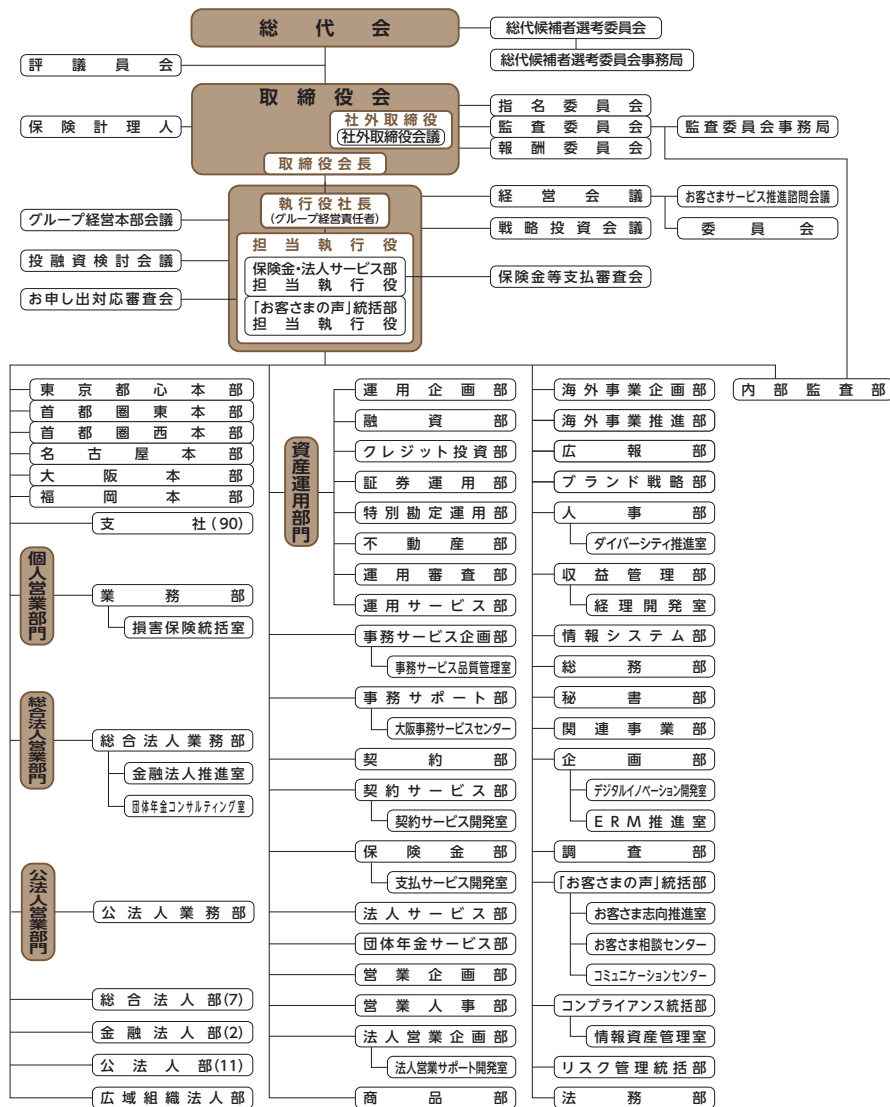 総代会
総代候補者選考委員会
総代候補者選考委員会事務局
評議員会
取締役会
保険計理人
社外取締役
社外取締役会議
取締役会長
指名委員会
監査委員会
報酬委員会
監査委員会事務局
執行役社長
(グループ経営責任者)
担当執行役
保険金・法人サービス部
担当執行役
「お客さまの声」統括部
担当執行役
グループ経営本部会議
投融資検討会議
お申し出対応審査会
経営会議
戦略投資会議
お客さまサービス推進諮問会議
委員会
保険金等支払審査会
内部監査部
東京都心本部
首都圏東本部
首都圏西本部
名古屋本部
大阪本部
福岡本部
支社(90)
個人営業部門
業務部
損害保険統括室
総合法人営業部門
総合法人業務部
金融法人推進室
団体年金コンサルティング室
公法人営業部門
公法人業務部
総合法人部(7)
金融法人部(2)
公法人部(11)
広域組織法人部
資産運用部門
運用企画部
融資部
クレジット投資部
証券運用部
特別勘定運用部
不動産部
運用審査部
運用サービス部
事務サービス企画部
事務サービス品質管理室
事務サポート部
大阪事務サービスセンター
契約部
契約サービス部
契約サービス開発室
保険金部
支払サービス開発室
法人サービス部
団体年金サービス部
営業企画部
営業人事部
法人営業企画部
法人営業サポート開発室
商品部
海外事業企画部
海外事業推進部
広報部
ブランド戦略部
人事部
ダイバーシティ推進室
収益管理部
経理開発室
情報システム部
総務部
秘書部
関連事業部
企画部
デジタルイノベーション開発室
ERM推進室
調査部
「お客さまの声」統括部
お客さま志向推進室
お客さま相談センター
コミュニケーションセンター
コンプライアンス統括部
情報資産管理室
リスク管理統括部
法務部